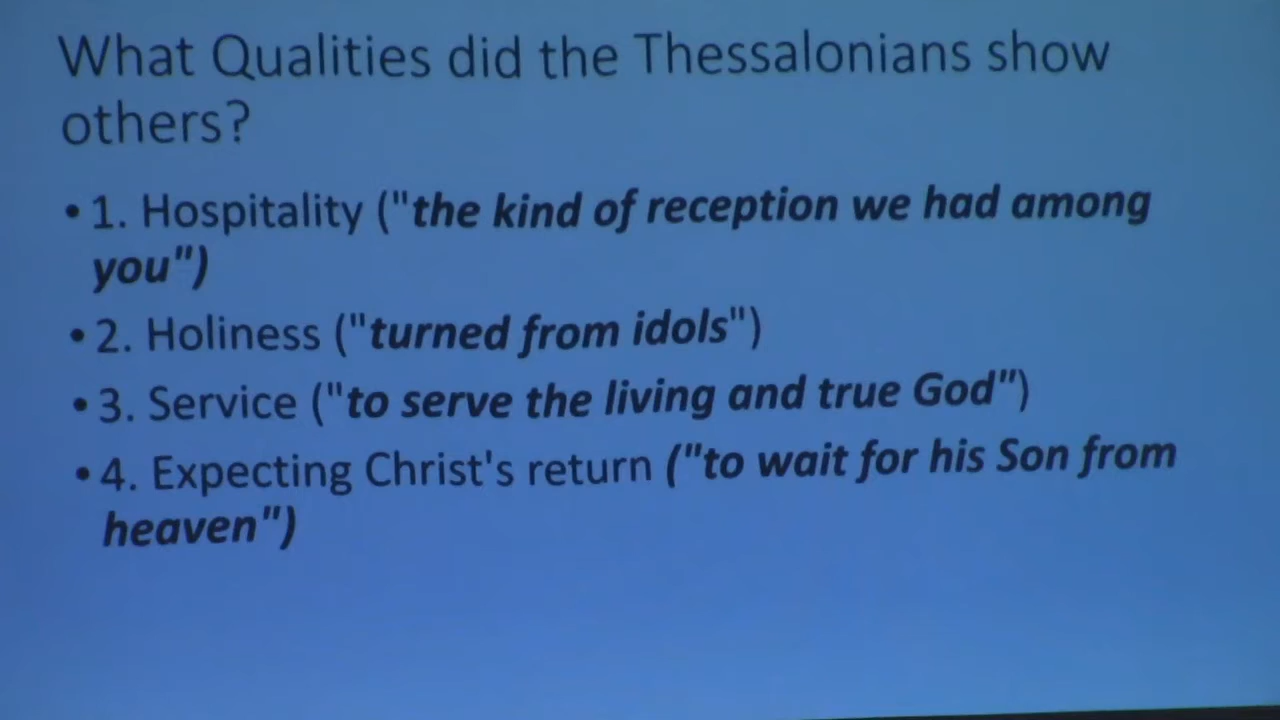 What Qualities did the Thessalonians show
others?
• 1. Hospitality ("the kind of reception we had among
you")
• 2. Holiness ("turned from idols")
• 3. Service ("to serve the living and true God")
• 4. Expecting Christ's return ("to wait for his Son from
heaven")